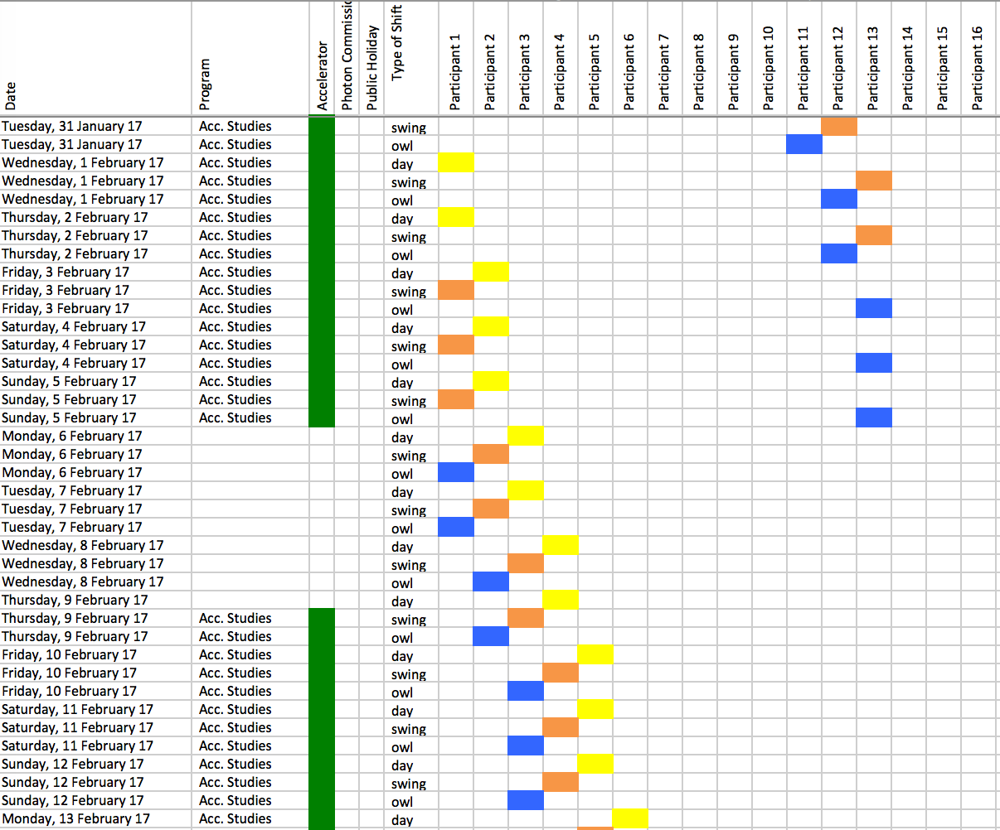 Date Program Accelerator Photon Commissi Public Holiday Type of Shift Participant 1 Participant 2 Participant 3 Participant 4 Participant 5 Participant 6 Participant 7 Participant 8 Participant 9 Participant 10 Participant 11 Participant 12 Participant 13 Participant 14 Participant 15 Participant 16
Tuesday, 31 January 17 Acc. Studies swing
Tuesday, 31 January 17 Acc. Studies owl
Wednesday, 1 February 17 Acc. Studies day
Wednesday, 1 February 17 Acc. Studies swing
Wednesday, 1 February 17 Acc. Studies owl
Thursday, 2 February 17 Acc. Studies day
Thursday, 2 February 17 Acc. Studies swing
Thursday, 2 February 17 Acc. Studies owl
Friday, 3 February 17 Acc. Studies day
Friday, 3 February 17 Acc. Studies swing
Friday, 3 February 17 Acc. Studies owl
Saturday, 4 February 17 Acc. Studies day
Saturday, 4 February 17 Acc. Studies swing
Saturday, 4 February 17 Acc. Studies owl
Sunday, 5 February 17 Acc. Studies day
Sunday, 5 February 17 Acc. Studies swing
Sunday, 5 February 17 Acc. Studies owl
Monday, 6 February 17 day
Monday, 6 February 17 swing
Monday, 6 February 17 owl
Tuesday, 7 February 17 day
Tuesday, 7 February 17 swing
Tuesday, 7 February 17 owl
Wednesday, 8 February 17 day
Wednesday, 8 February 17 swing
Wednesday, 8 February 17 owl
Thursday, 9 February 17 day
Thursday, 9 February 17 Acc. Studies swing
Thursday, 9 February 17 Acc. Studies owl
Friday, 10 February 17 Acc. Studies day
Friday, 10 February 17 Acc. Studies swing
Friday, 10 February 17 Acc. Studies owl
Saturday, 11 February 17 Acc. Studies day
Saturday, 11 February 17 Acc. Studies swing
Saturday, 11 February 17 Acc. Studies owl
Sunday, 12 February 17 Acc. Studies day
Sunday, 12 February 17 Acc. Studies swing
Sunday, 12 February 17 Acc. Studies owl
Monday, 13 February 17 Acc. Studies day